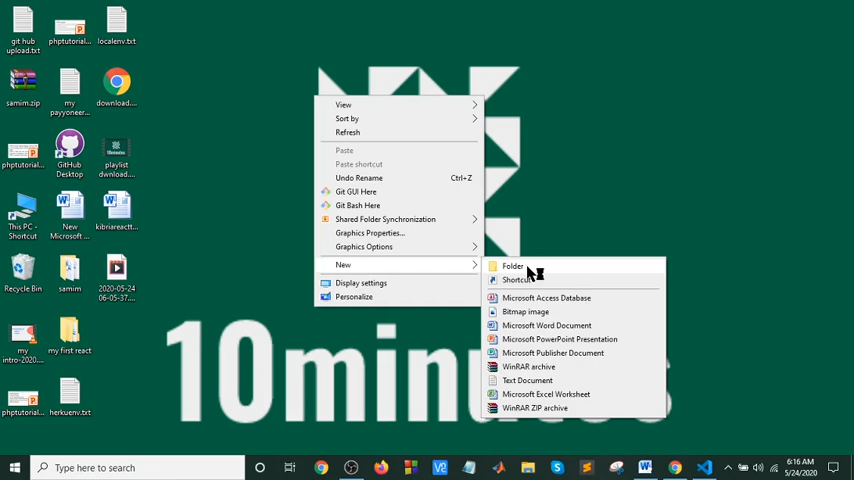 git hub
upload.txt
phptutorial...
localenv.txt
samim.zip
my
payyoneer...
download....
phptutorial...
GitHub
Desktop
playlist
dwnload....
This PC -
Shortcut
New
Microsoft ...
kibriareactt...
Recycle Bin
samim
2020-05-24
06-05-37....
my
intro-2020....
my first react
phptutorial...
herkuenv.txt
10minutes
View
Sort by
Refresh
Paste
Paste shortcut
Undo Rename Ctrl+Z
Git GUI Here
Git Bash Here
Shared Folder Synchronization
Graphics Properties...
Graphics Options
New
Display settings
Personalize
Folder
Shortcut
Microsoft Access Database
Bitmap image
Microsoft Word Document
Microsoft PowerPoint Presentation
Microsoft Publisher Document
WinRAR archive
Text Document
Microsoft Excel Worksheet
WinRAR ZIP archive
Type here to search
6:16 AM
5/24/2020